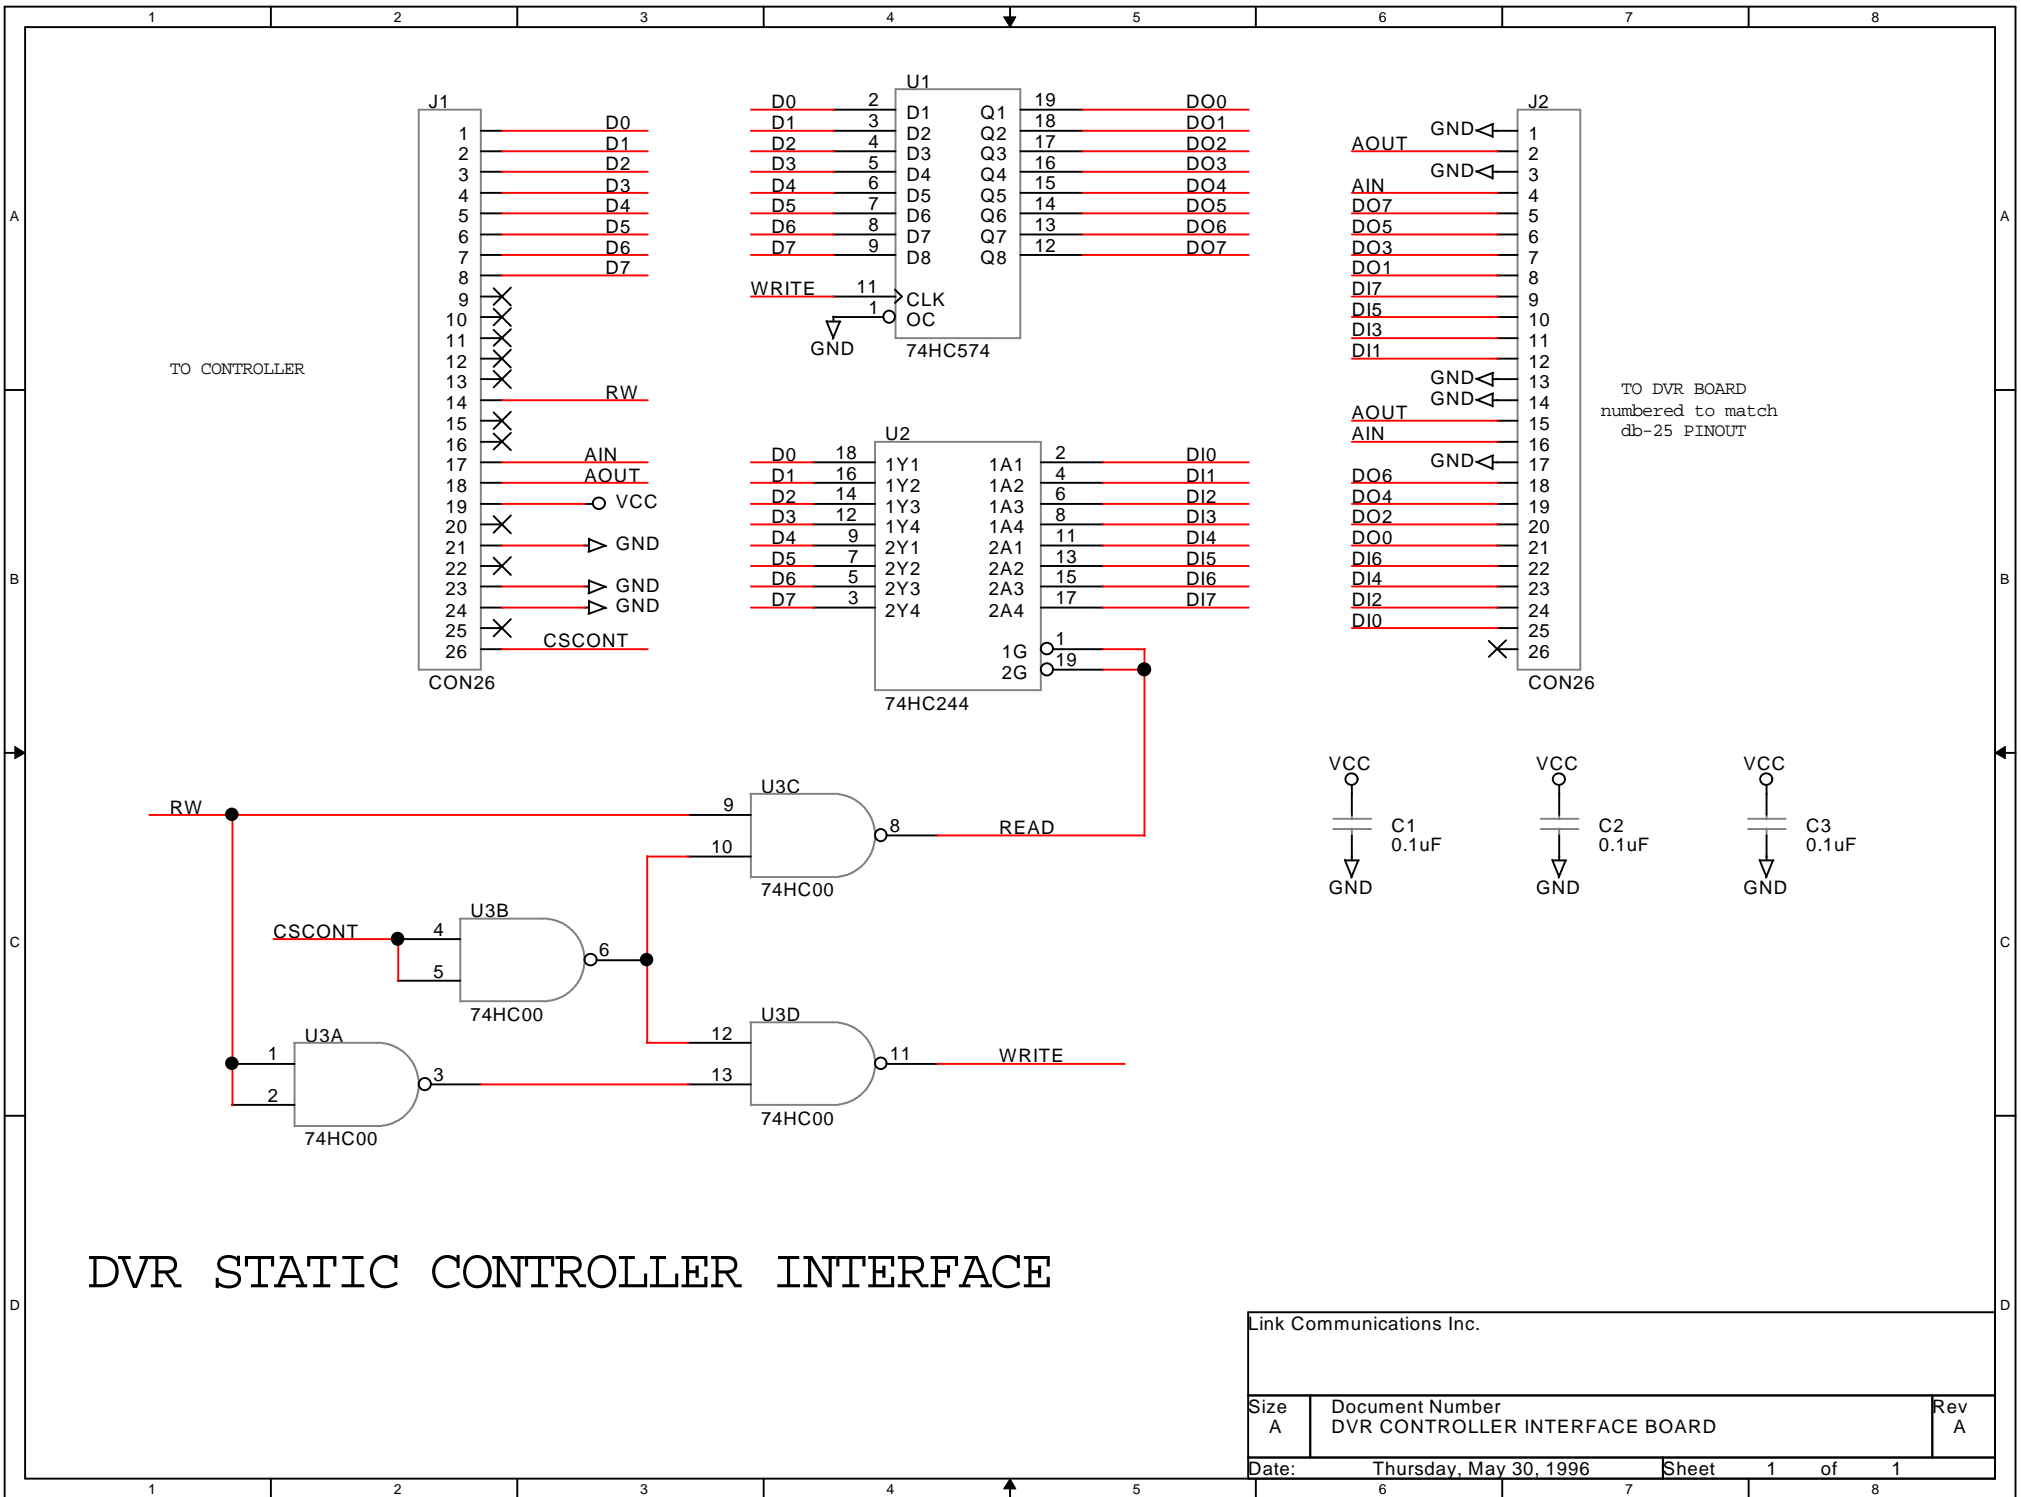 1 2 3 4 5 6 7 8
A
A
B
B
C
C
D
D
J1
1 D0
2 D1
3 D2
4 D3
5 D4
6 D5
7 D6
8 D7
9
10
11
12
13
14 RW
15
16
17 AIN
18 AOUT
19 VCC
20
21 GND
22
23 GND
24 GND
25
26 CSCONT
CON26
TO CONTROLLER
U1
D0 2 D1 Q1 19 DO0
D1 3 D2 Q2 18 DO1
D2 4 D3 Q3 17 DO2
D3 5 D4 Q4 16 DO3
D4 6 D5 Q5 15 DO4
D5 7 D6 Q6 14 DO5
D6 8 D7 Q7 13 DO6
D7 9 D8 Q8 12 DO7
WRITE 11 CLK
1 OC
GND
74HC574
U2
D0 18 1Y1 1A1 2 DI0
D1 16 1Y2 1A2 4 DI1
D2 14 1Y3 1A3 6 DI2
D3 12 1Y4 1A4 8 DI3
D4 9 2Y1 2A1 11 DI4
D5 7 2Y2 2A2 13 DI5
D6 5 2Y3 2A3 15 DI6
D7 3 2Y4 2A4 17 DI7
1G 1
2G 19
74HC244
J2
GND 1
AOUT 2
GND 3
AIN 4
DO7 5
DO5 6
DO3 7
DO1 8
DI7 9
DI5 10
DI3 11
DI1 12
GND 13
GND 14
AOUT 15
AIN 16
GND 17
DO6 18
DO4 19
DO2 20
DO0 21
DI6 22
DI4 23
DI2 24
DI0 25
26
CON26
TO DVR BOARD
numbered to match
db-25 PINOUT
RW
U3C
9
10
8 READ
74HC00
CSCONT
U3B
4
5
6
74HC00
U3A
1
2
3
74HC00
U3D
12
13
11 WRITE
74HC00
VCC
C1
0.1uF
GND
VCC
C2
0.1uF
GND
VCC
C3
0.1uF
GND
DVR STATIC CONTROLLER INTERFACE
Link Communications Inc.
Size
A
Document Number
DVR CONTROLLER INTERFACE BOARD
Rev
A
Date: Thursday, May 30, 1996 Sheet 1 of 1
1 2 3 4 5 6 7 8